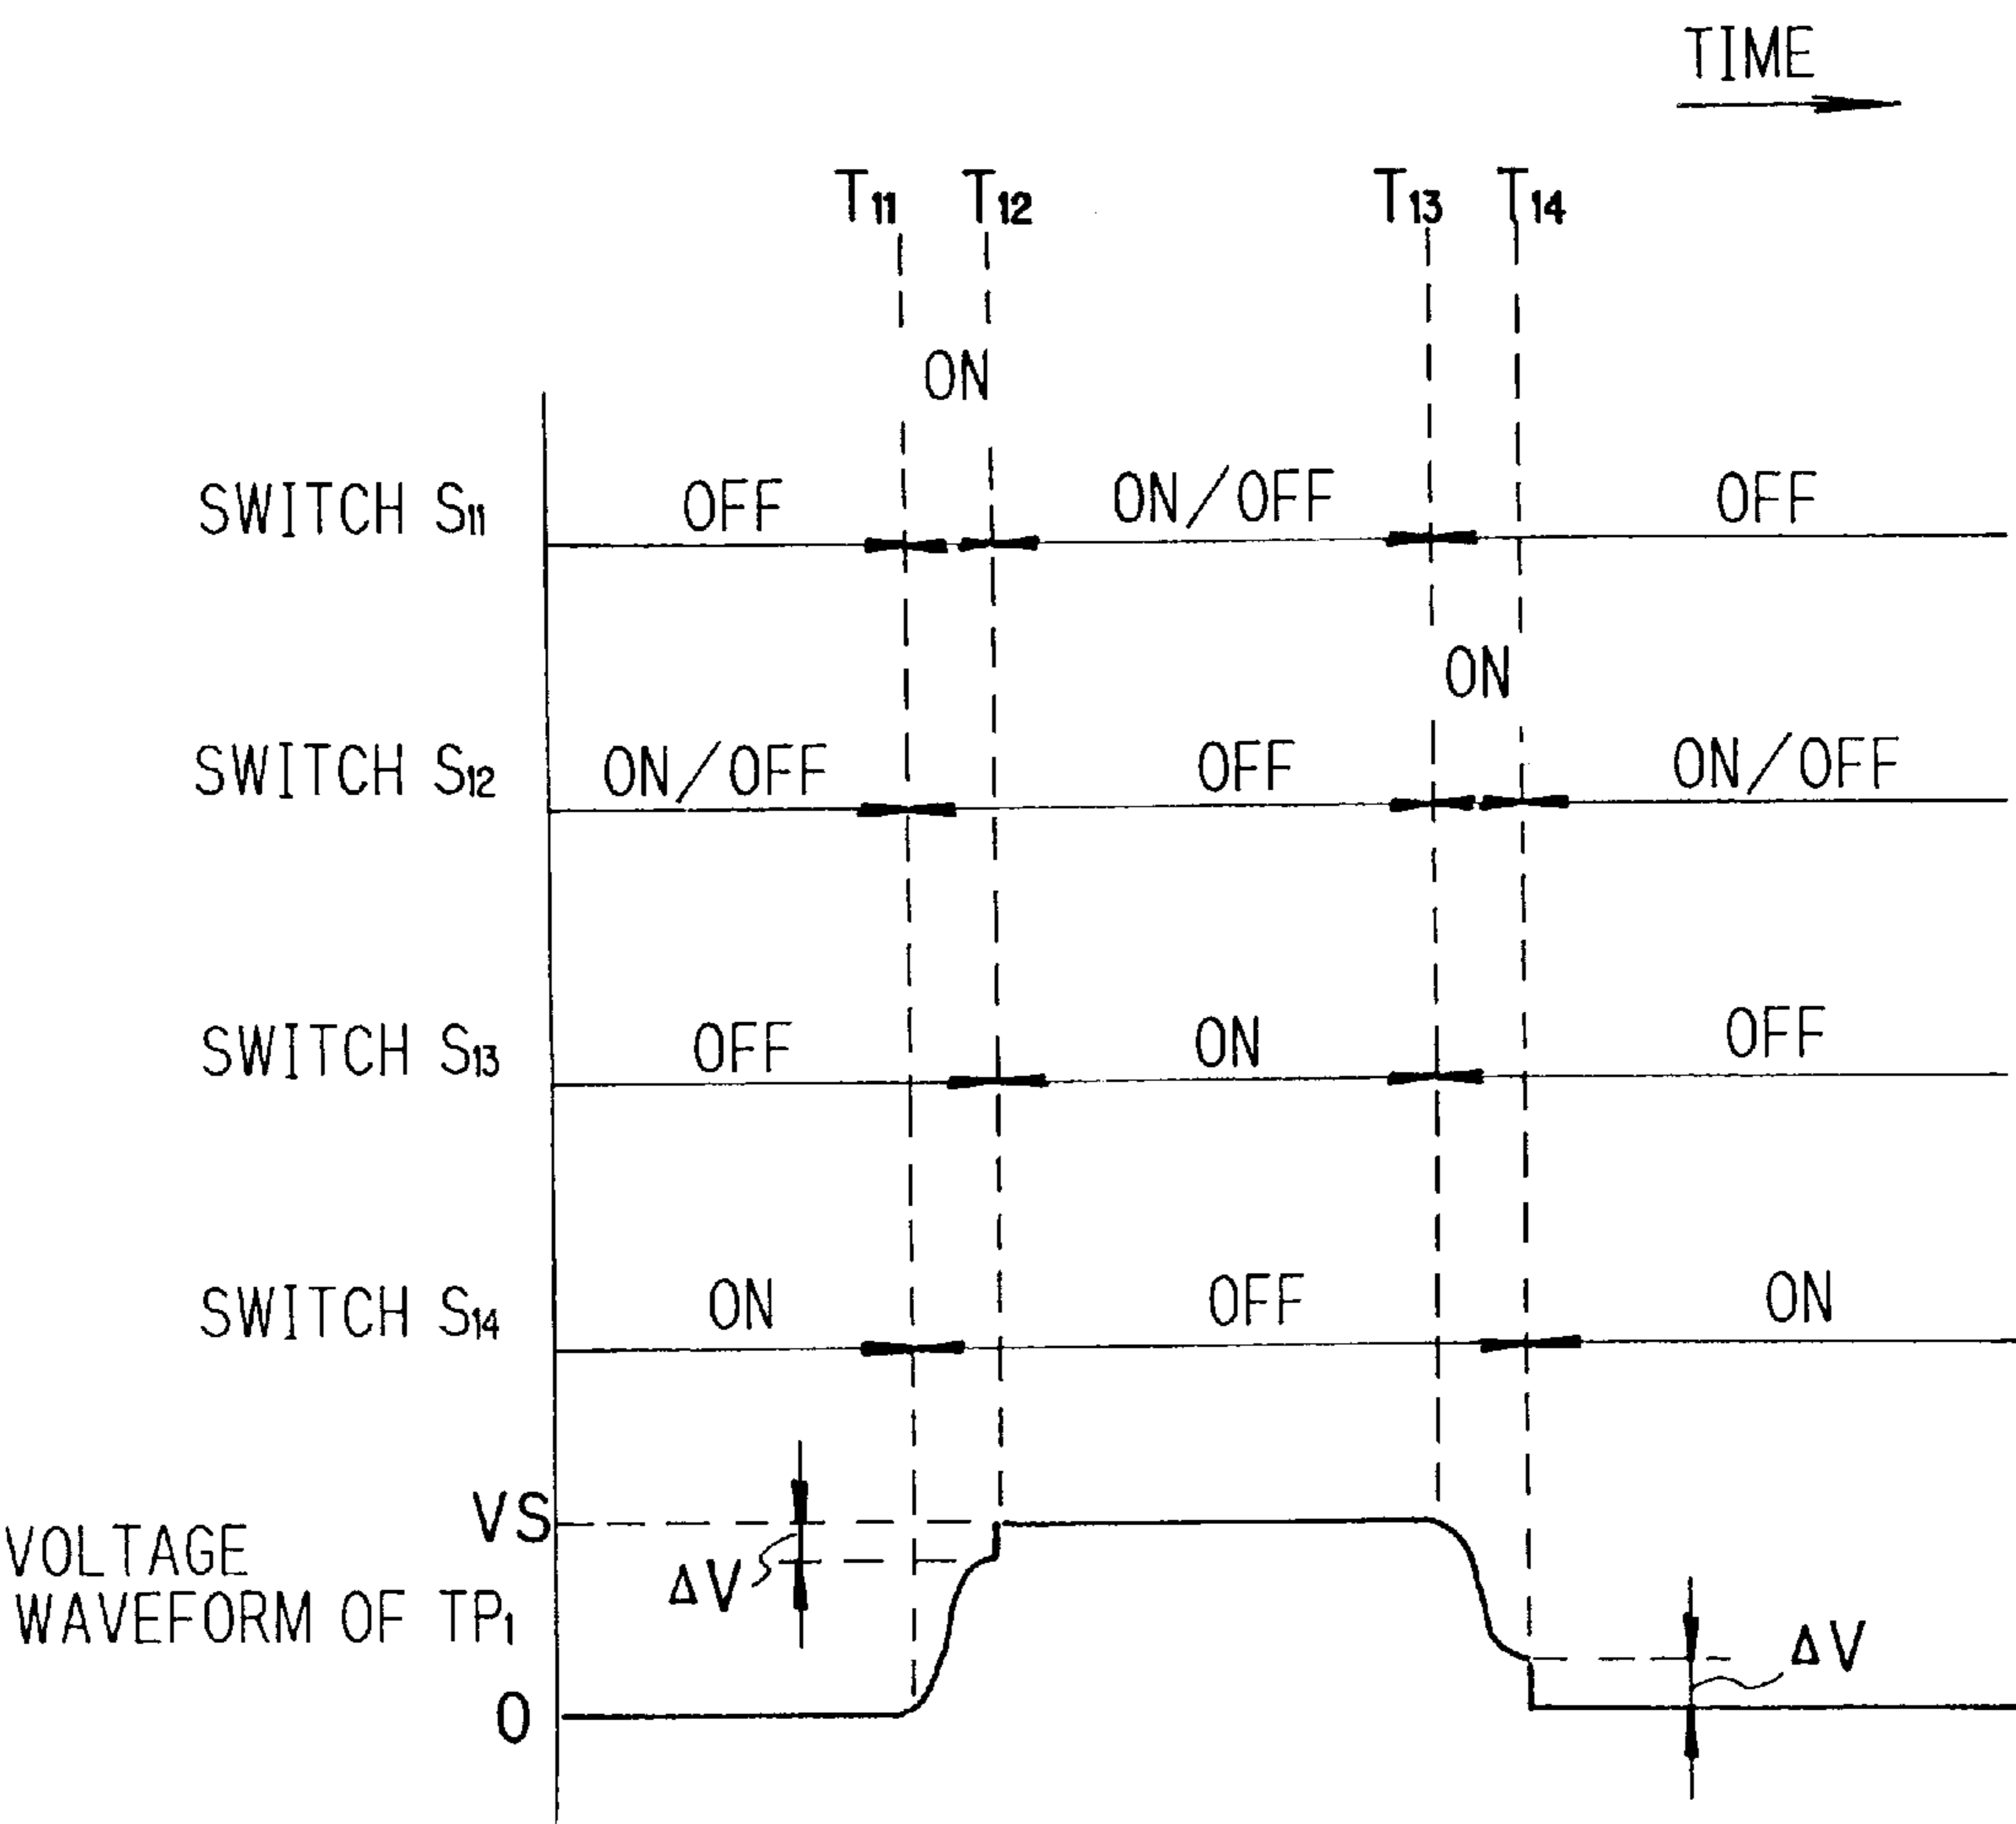 TIME
T11 T12 T13 T14
ON
SWITCH S11 OFF ON/OFF OFF
ON
SWITCH S12 ON/OFF OFF ON/OFF
SWITCH S13 OFF ON OFF
SWITCH S14 ON OFF ON
VS
VOLTAGE
WAVEFORM OF TP1
ΔV
ΔV
0